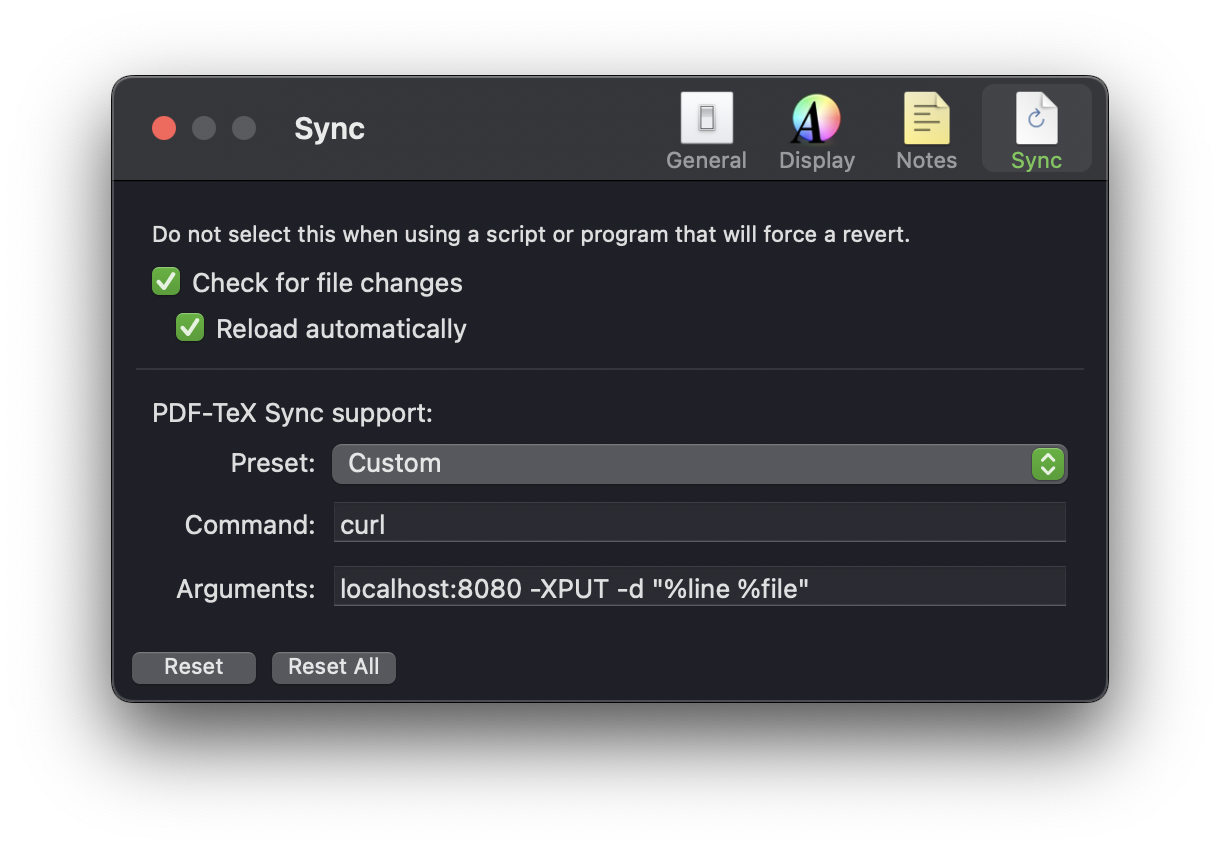 Sync
General
Display
Notes
Sync
Do not select this when using a script or program that will force a revert.
Check for file changes
Reload automatically
PDF-TeX Sync support:
Preset: Custom
Command: curl
Arguments: localhost:8080 -XPUT -d "%line %file"
Reset
Reset All